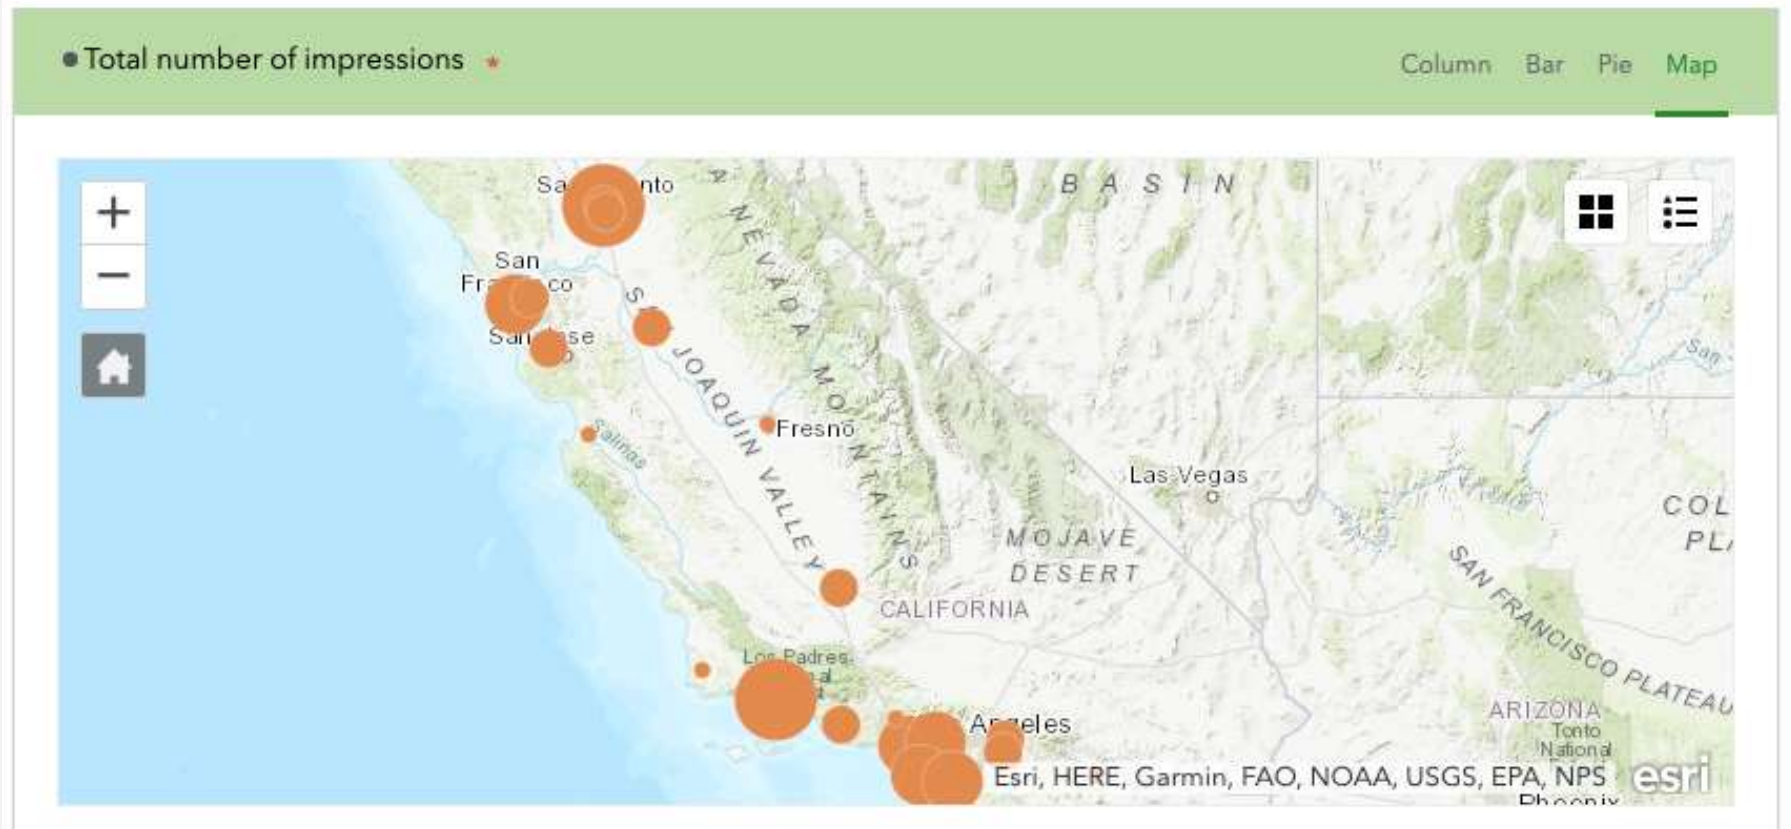 Total number of impressions *
Column Bar Pie Map
BASIN
San
NEVADA
MOUNTAINS
JOAQUIN VALLEY
Salinas
Fresno
Las Vegas
San
MOJAVE
DESERT
CALIFORNIA
COL
SAN FRANCISCO PLATEAU
Los Padres
ARIZONA
Tonto
National
Esri, HERE, Garmin, FAO, NOAA, USGS, EPA, NPS
esri
Phoenix